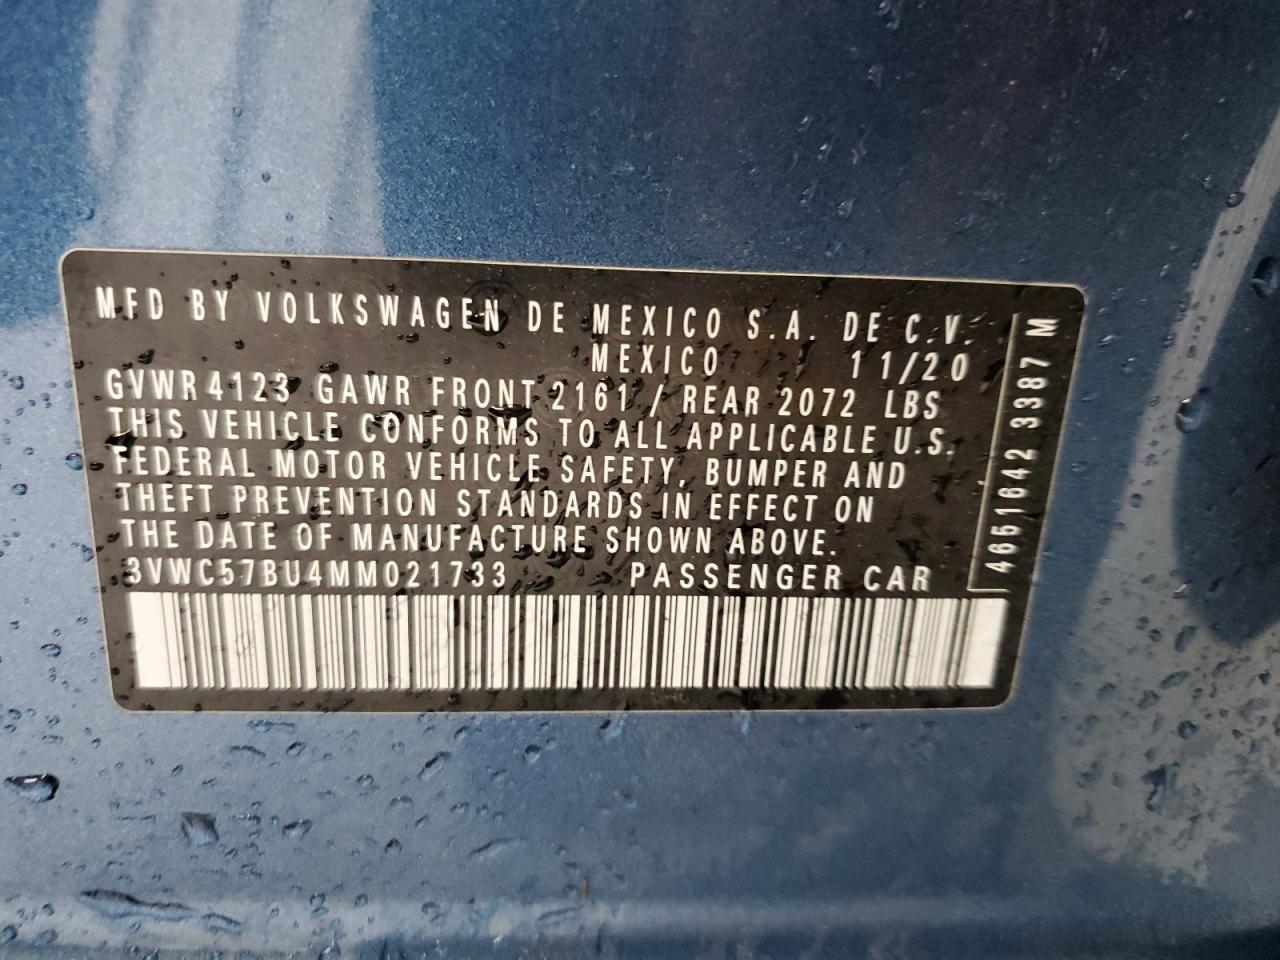 MFD BY VOLKSWAGEN DE MEXICO S.A. DE C.V.
MEXICO 11/20
GVWR 4123 GAWR FRONT 2161 / REAR 2072 LBS
THIS VEHICLE CONFORMS TO ALL APPLICABLE U.S.
FEDERAL MOTOR VEHICLE SAFETY, BUMPER AND
THEFT PREVENTION STANDARDS IN EFFECT ON
THE DATE OF MANUFACTURE SHOWN ABOVE.
3VWC57BU4MM021733 PASSENGER CAR
4651642 3387 M